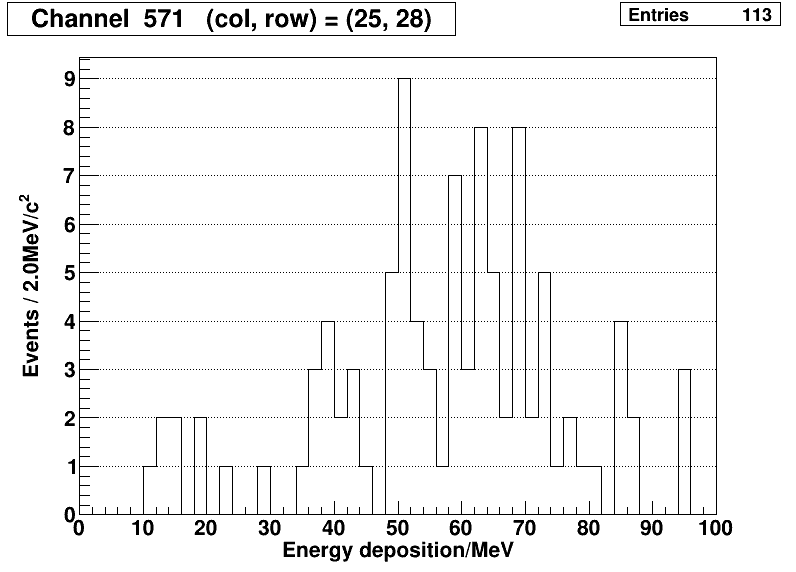 Channel 571 (col, row) = (25, 28)
Entries 113
9
8
7
6
5
4
3
2
1
0
Events / 2.0MeV/c²
0 10 20 30 40 50 60 70 80 90 100
Energy deposition/MeV